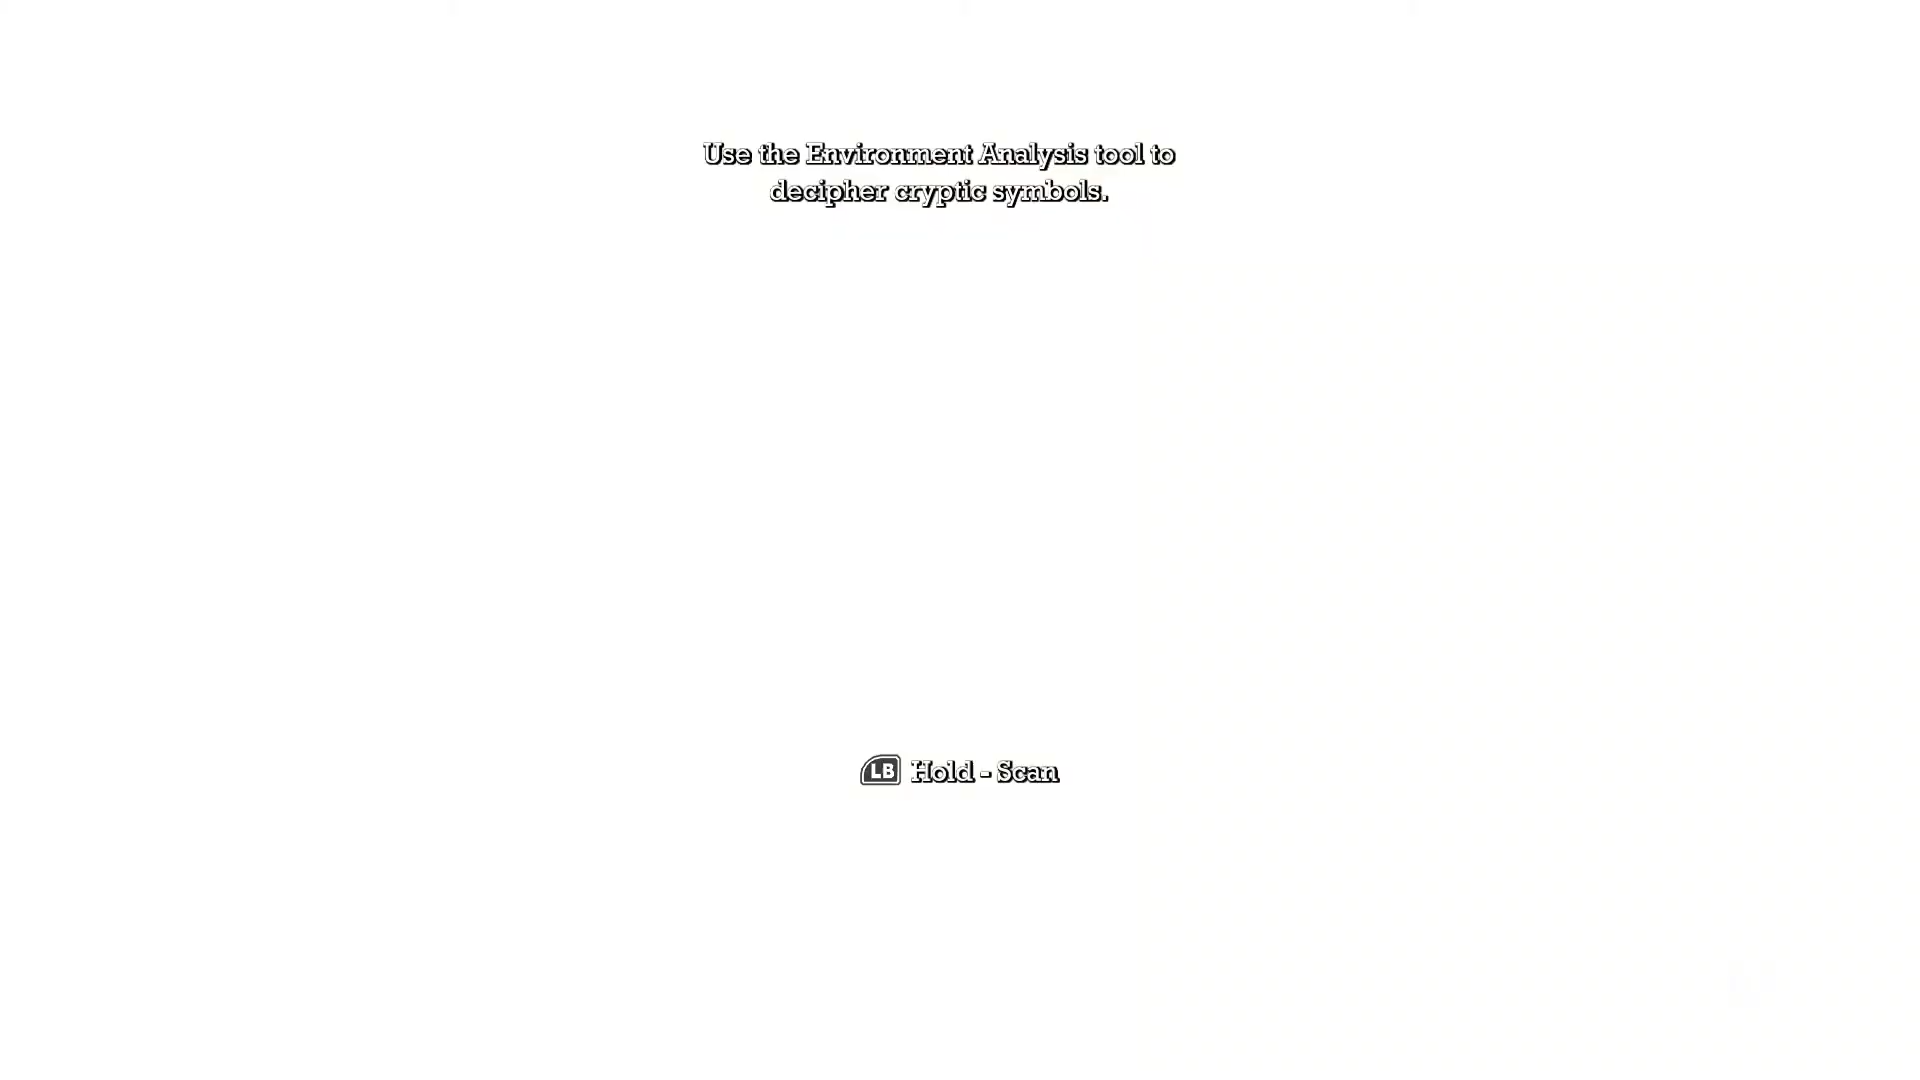 Use the Environment Analysis tool to
decipher cryptic symbols.
LB Hold - Scan